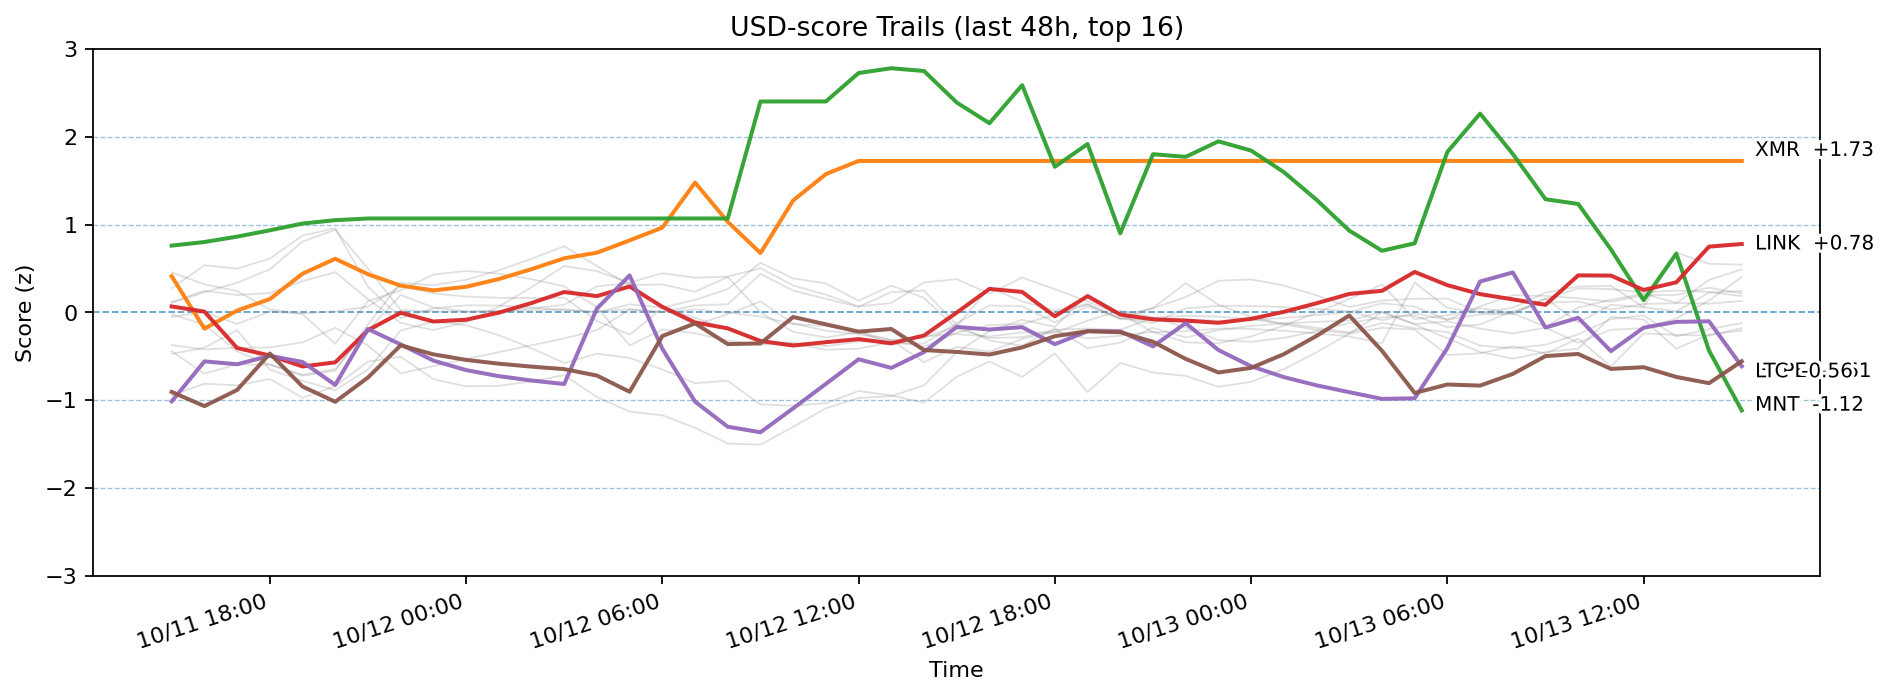 USD-score Trails (last 48h, top 16)
Score (z)
3
2
1
0
−1
−2
−3
XMR +1.73
LINK +0.78
MNT -1.12
10/11 18:00
10/12 00:00
10/12 06:00
10/12 12:00
10/12 18:00
10/13 00:00
10/13 06:00
10/13 12:00
Time